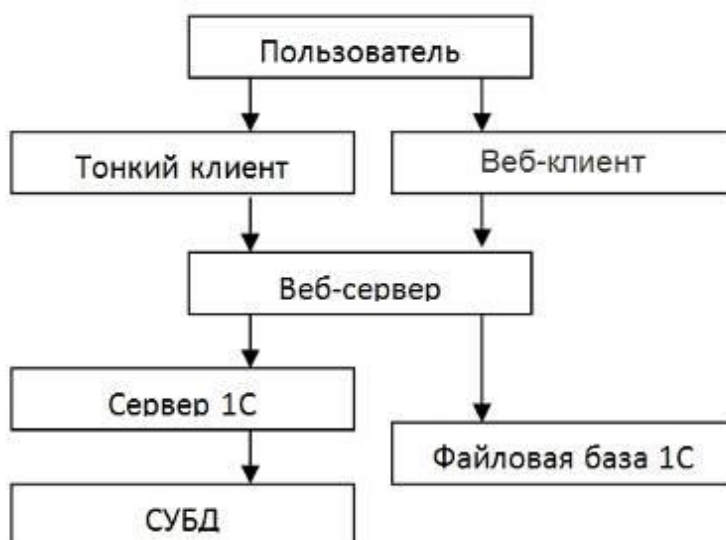 Пользователь
Тонкий клиент
Веб-клиент
Веб-сервер
Сервер 1С
Файловая база 1С
СУБД